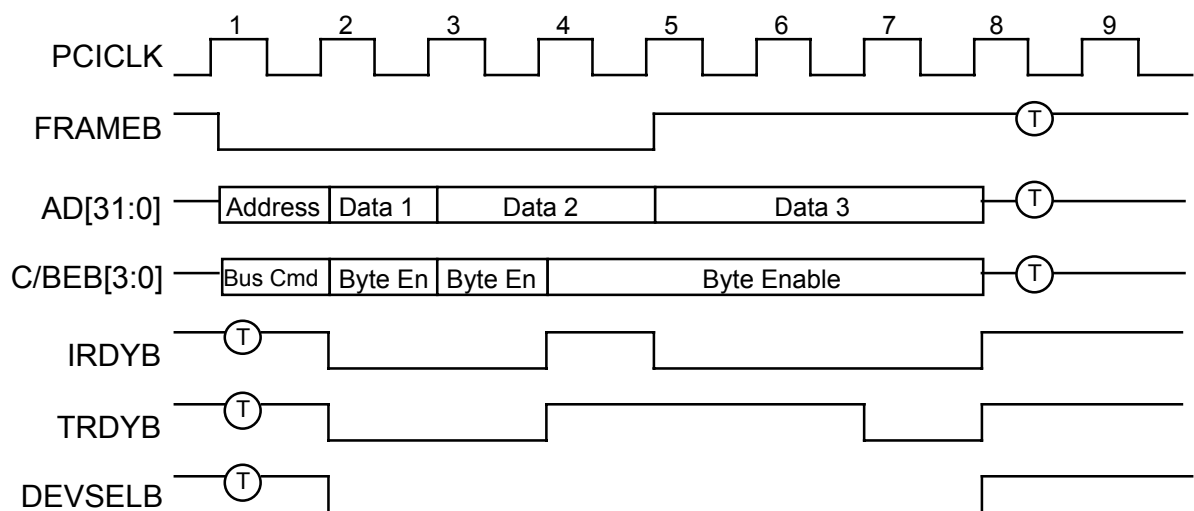 1 2 3 4 5 6 7 8 9
PCICLK
FRAMEB T
AD[31:0] Address Data 1 Data 2 Data 3 T
C/BEB[3:0] Bus Cmd Byte En Byte En Byte Enable T
IRDYB T
TRDYB T
DEVSELB T